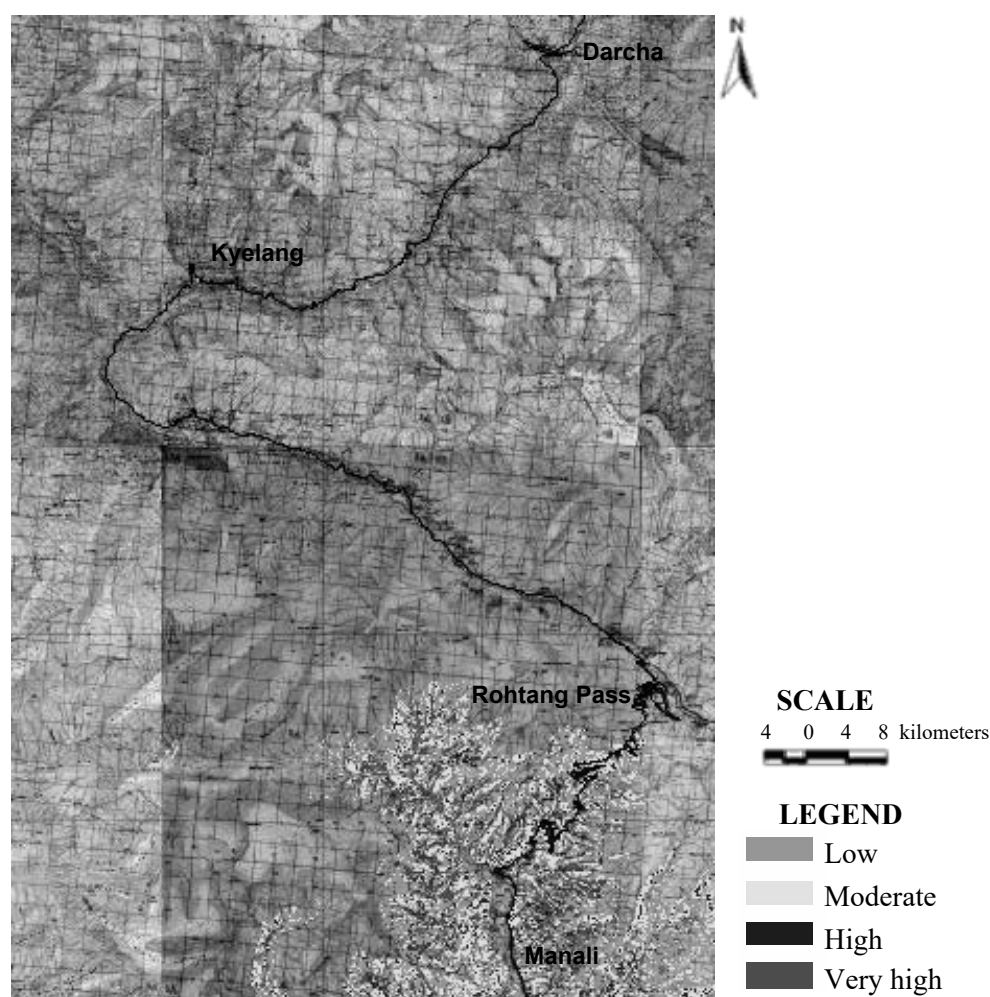 N
Darcha
Kyelang
Rohtang Pass
SCALE
4 0 4 8 kilometers
LEGEND
Low
Moderate
High
Very high
Manali